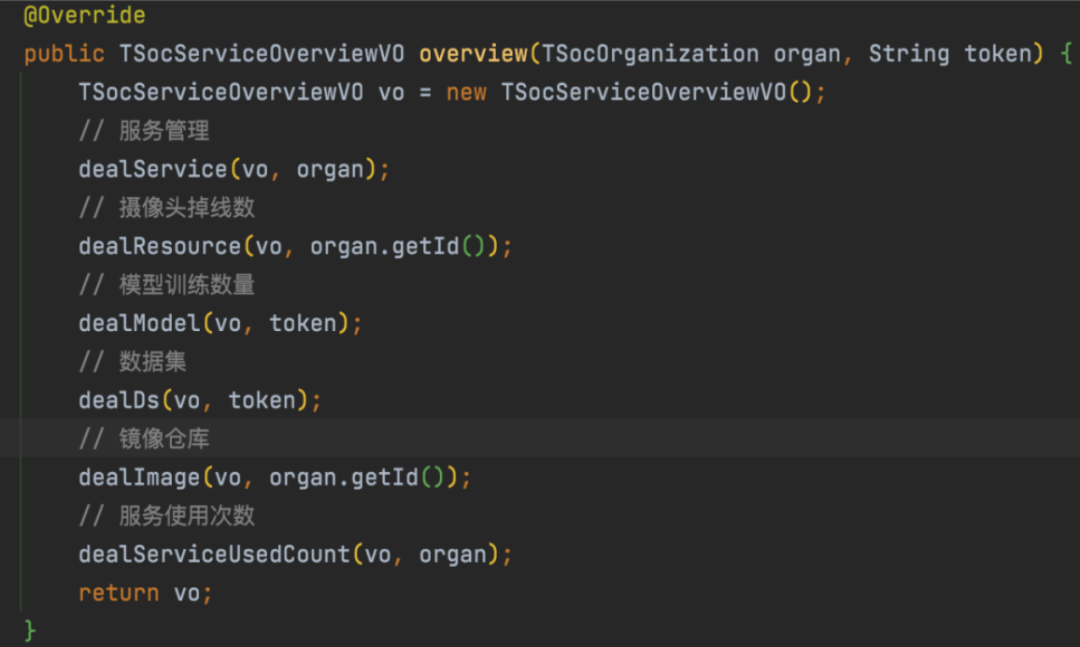 @Override
public TSocServiceOverviewVO overview(TSocOrganization organ, String token) {
TSocServiceOverviewVO vo = new TSocServiceOverviewVO();
// 服务管理
dealService(vo, organ);
// 摄像头掉线数
dealResource(vo, organ.getId());
// 模型训练数量
dealModel(vo, token);
// 数据集
dealDs(vo, token);
// 镜像仓库
dealImage(vo, organ.getId());
// 服务使用次数
dealServiceUsedCount(vo, organ);
return vo;
}